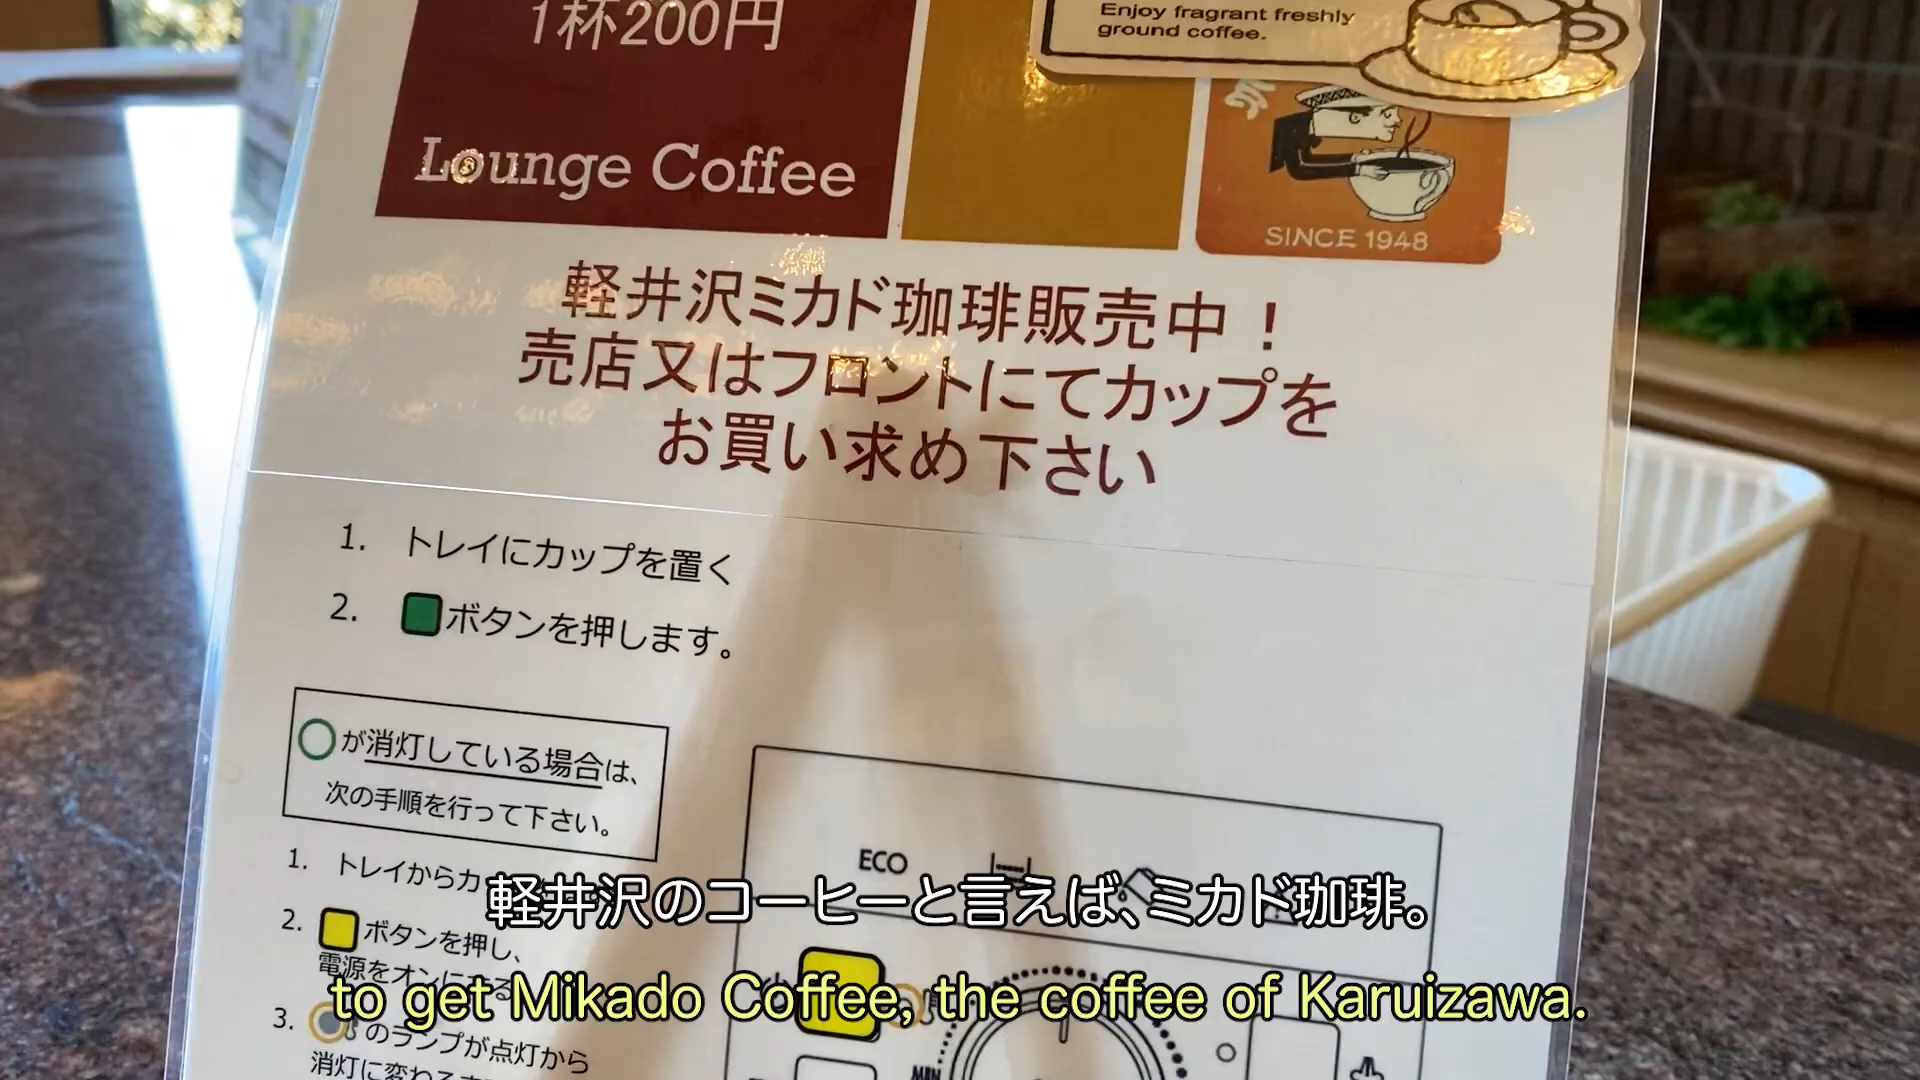 1杯200円
Enjoy fragrant freshly
ground coffee.
Lounge Coffee
SINCE 1948
軽井沢ミカド珈琲販売中！
売店又はフロントにてカップを
お買い求め下さい
1. トレイにカップを置く
2. ボタンを押します。
が消灯している場合は、
次の手順を行って下さい。
1. トレイからカ
2. ボタンを押し、
電源をオンにする
3. のランプが点灯から
消灯に変わる
ECO
MIN
軽井沢のコーヒーと言えば、ミカド珈琲。
to get Mikado Coffee, the coffee of Karuizawa.